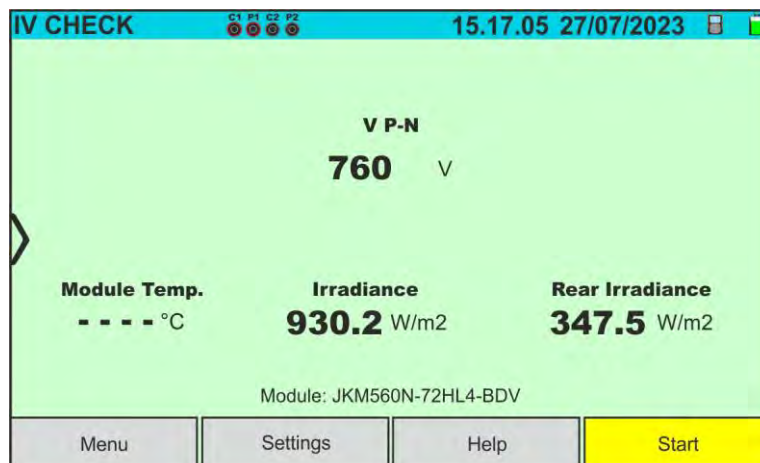 IV CHECK C1 P1 C2 P2 15.17.05 27/07/2023
V P-N
760 V
Module Temp. Irradiance Rear Irradiance
- - - - °C 930.2 W/m2 347.5 W/m2
Module: JKM560N-72HL4-BDV
Menu Settings Help Start